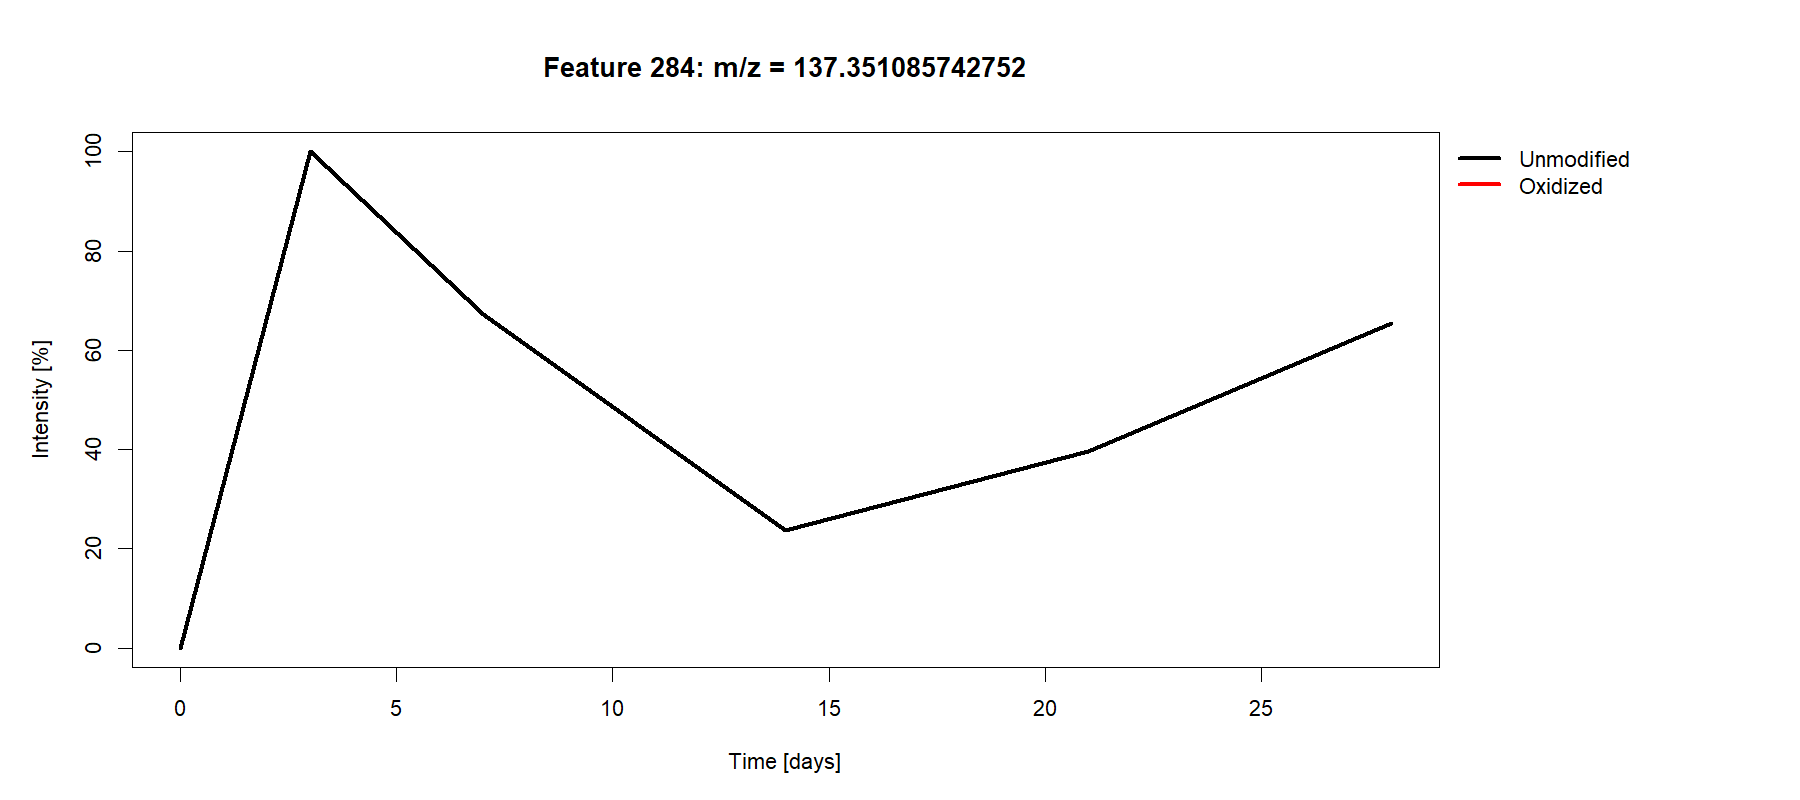 Feature 284: m/z = 137.351085742752
Unmodified
Oxidized
Intensity [%]
100
80
60
40
20
0
0 5 10 15 20 25
Time [days]